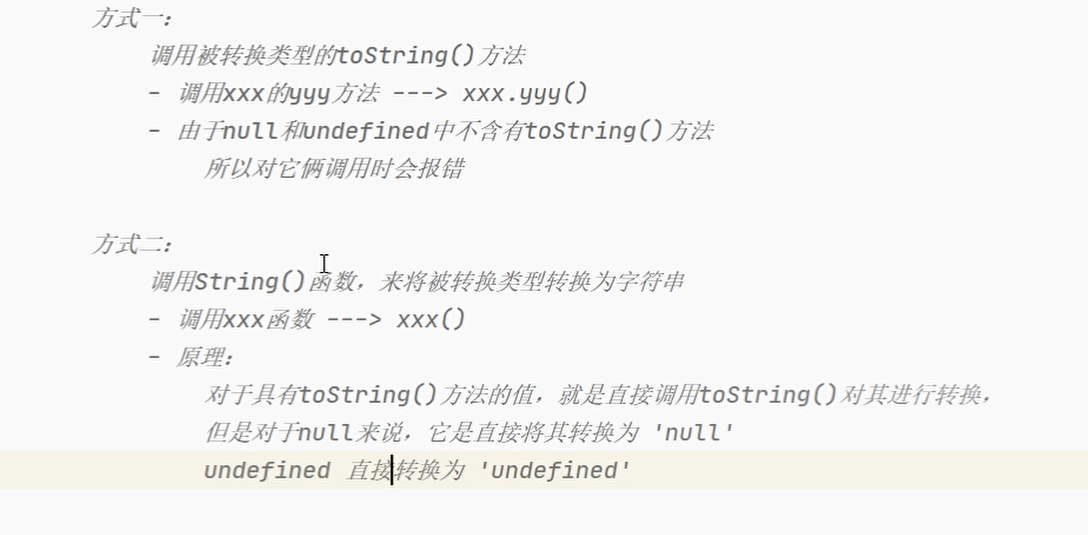 方式一：
调用被转换类型的toString()方法
- 调用xxx的yyy方法 ---> xxx.yyy()
- 由于null和undefined中不含有toString()方法
所以对它俩调用时会报错
方式二：
调用String()函数，来将被转换类型转换为字符串
- 调用xxx函数 ---> xxx()
- 原理：
对于具有toString()方法的值，就是直接调用toString()对其进行转换，
但是对于null来说，它是直接将其转换为 'null'
undefined 直接转换为 'undefined'